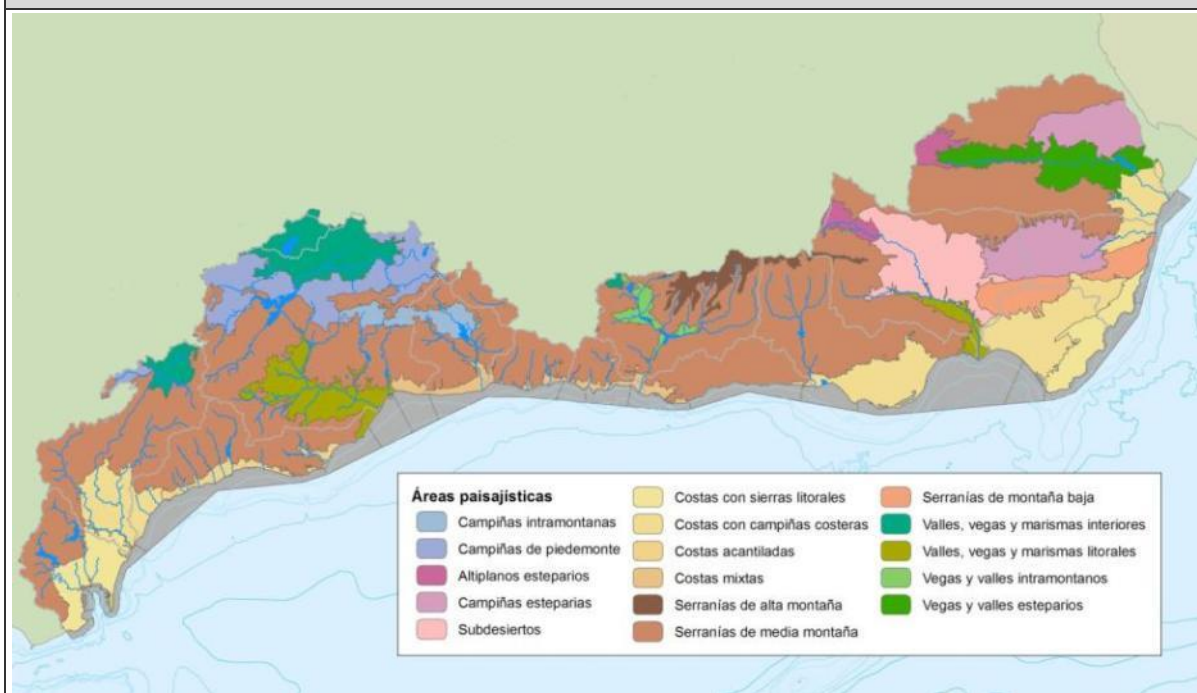 Áreas paisajísticas
Campiñas intramontanas
Campiñas de piedemonte
Altiplanos esteparios
Campiñas esteparias
Subdesiertos
Costas con sierras litorales
Costas con campiñas costeras
Costas acantiladas
Costas mixtas
Serranías de alta montaña
Serranías de media montaña
Serranías de montaña baja
Valles, vegas y marismas interiores
Valles, vegas y marismas litorales
Vegas y valles intramontanos
Vegas y valles esteparios